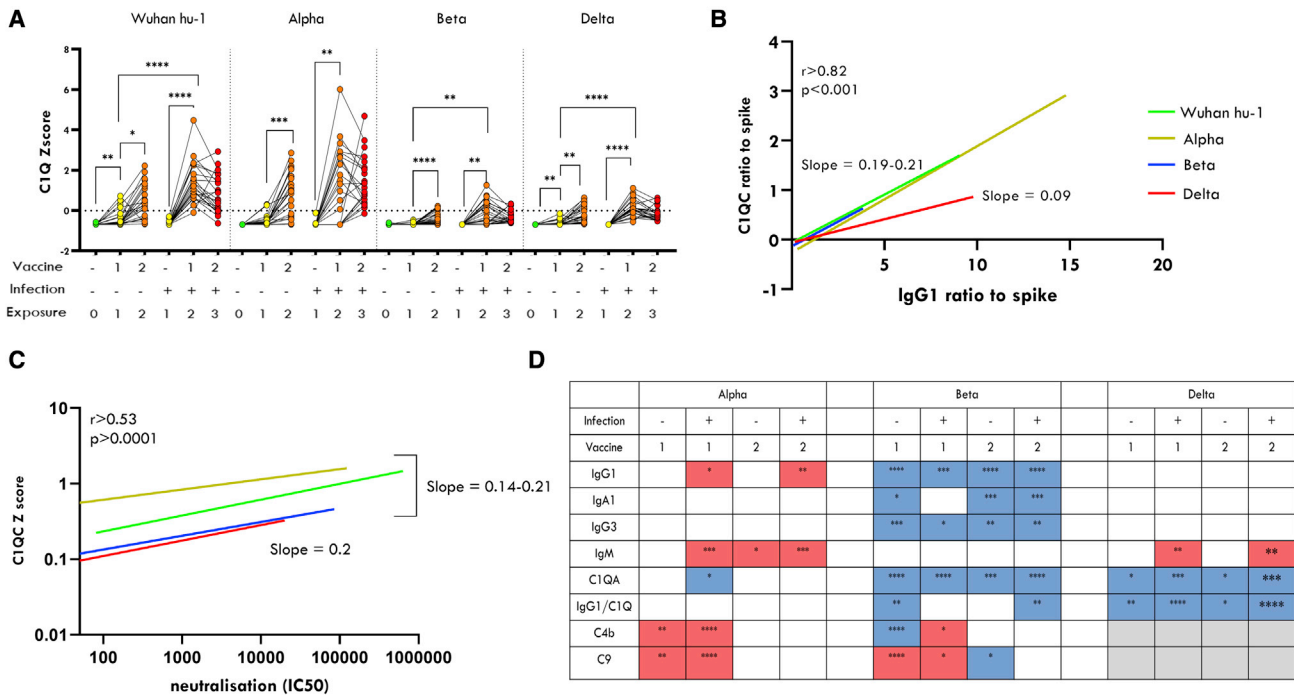 A
Wuhan hu-1 Alpha Beta Delta
C1Q Zscore
8
6
4
2
0
-2
**
*
****
****
***
**
****
**
**
**
**
****
****
Vaccine - 1 2 - 1 2 - 1 2 - 1 2 - 1 2 - 1 2 - 1 2 - 1 2
Infection - - - + + + - - - + + + - - - + + + - - - + + +
Exposure 0 1 2 1 2 3 0 1 2 1 2 3 0 1 2 1 2 3 0 1 2 1 2 3
B
C1QC ratio to spike
4
3
2
1
0
-1
r>0.82
p<0.001
Slope = 0.19-0.21
Slope = 0.09
5 10 15 20
IgG1 ratio to spike
Wuhan hu-1
Alpha
Beta
Delta
C
C1QC Z score
10
1
0.1
0.01
r>0.53
p>0.0001
Slope = 0.14-0.21
Slope = 0.2
100 1000 10000 100000 1000000
neutralisation (IC50)
D
Alpha Beta Delta
Infection - + - + - + - + - + - +
Vaccine 1 1 2 2 1 1 2 2 1 1 2 2
IgG1 * ** **** *** **** ****
IgA1 * *** ***
IgG3 *** * ** **
IgM *** * *** ** **
C1QA * **** **** *** **** * *** * ***
IgG1/C1Q ** ** ** **** * ****
C4b ** **** **** *
C9 ** **** **** * *